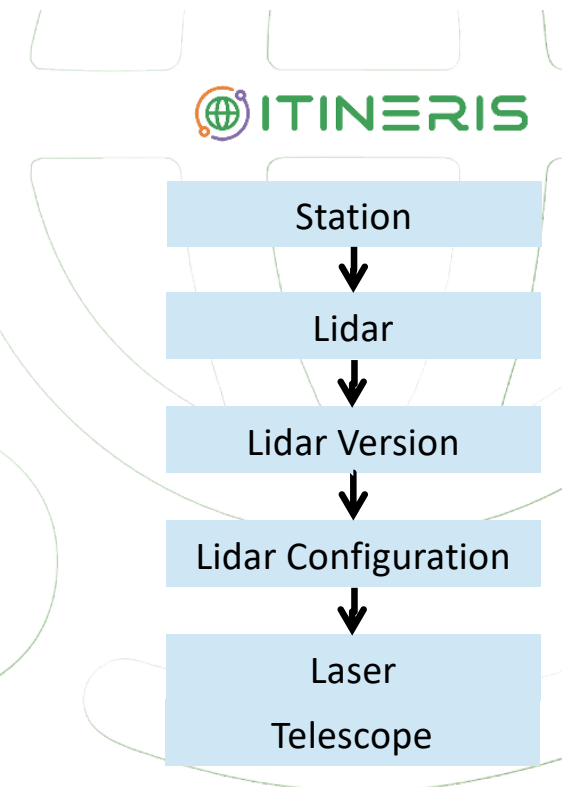 ITINERIS
Station
Lidar
Lidar Version
Lidar Configuration
Laser
Telescope